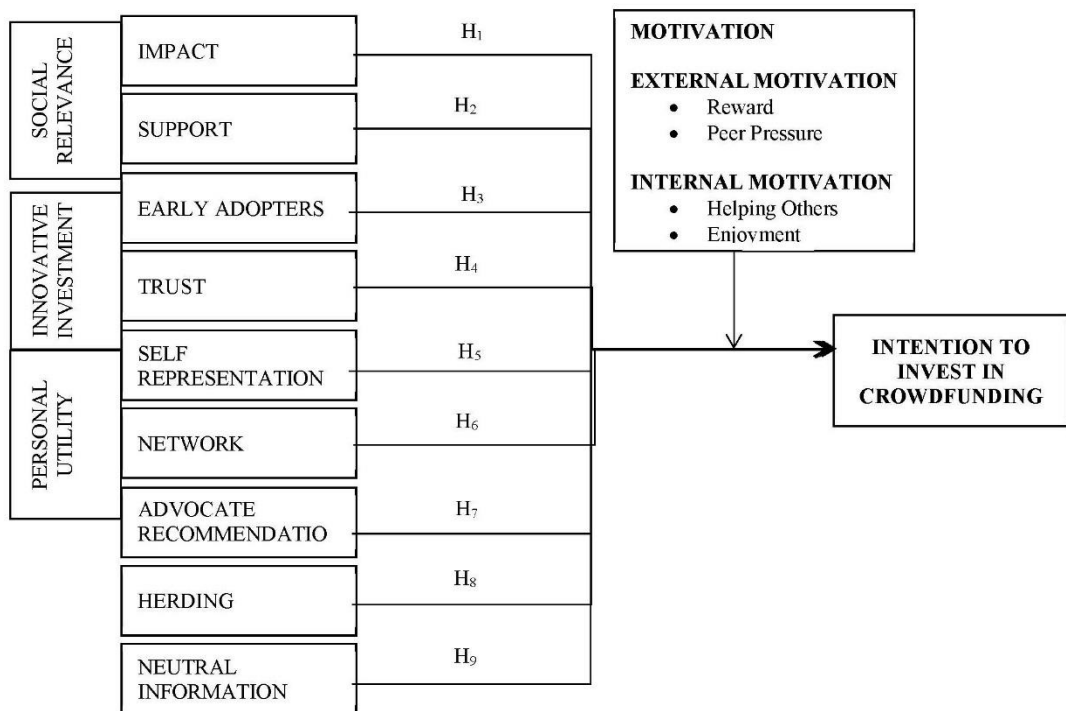 SOCIAL
RELEVANCE
INNOVATIVE
INVESTMENT
PERSONAL
UTILITY
IMPACT
SUPPORT
EARLY ADOPTERS
TRUST
SELF
REPRESENTATION
NETWORK
ADVOCATE
RECOMMENDATIO
HERDING
NEUTRAL
INFORMATION
H₁
H₂
H₃
H₄
H₅
H₆
H₇
H₈
H₉
MOTIVATION
EXTERNAL MOTIVATION
• Reward
• Peer Pressure
INTERNAL MOTIVATION
• Helping Others
• Enjoyment
INTENTION TO
INVEST IN
CROWDFUNDING